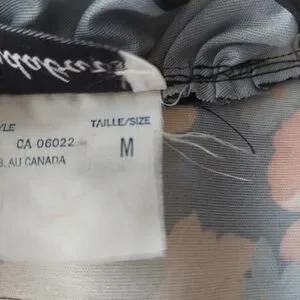 YLE TAILLE/SIZE
CA 06022 M
B. AU CANADA